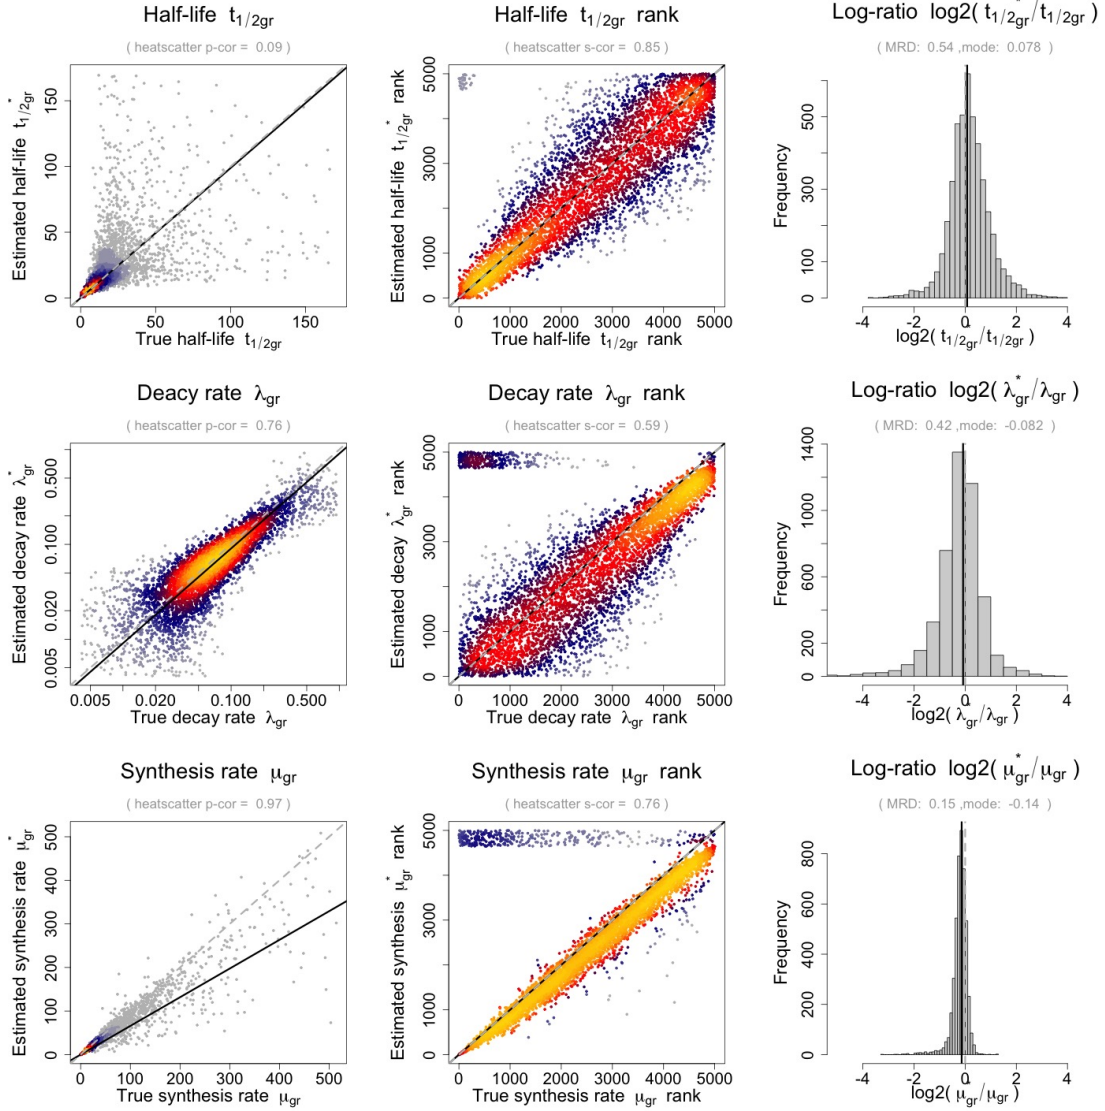 Half-life t1/2gr
( heatscatter p-cor = 0.09 )
Estimated half-life t*1/2gr
150
100
50
0
0 50 100 150
True half-life t1/2gr
Half-life t1/2gr rank
( heatscatter s-cor = 0.85 )
Estimated half-life t*1/2gr rank
5000
3000
1000
0
0 1000 2000 3000 4000 5000
True half-life t1/2gr rank
Log-ratio log2( t*1/2gr/t1/2gr )
( MRD: 0.54 ,mode: 0.078 )
Frequency
500
300
100
0
-4 -2 0 2 4
log2( t*1/2gr/t1/2gr )
Deacy rate λgr
( heatscatter p-cor = 0.76 )
Estimated decay rate λ*gr
0.500
0.100
0.020
0.005
0.005 0.020 0.100 0.500
True decay rate λgr
Decay rate λgr rank
( heatscatter s-cor = 0.59 )
Estimated decay λ*gr rank
5000
3000
1000
0
0 1000 2000 3000 4000 5000
True decay rate λgr rank
Log-ratio log2( λ*gr/λgr )
( MRD: 0.42 ,mode: -0.082 )
Frequency
1400
1000
600
200
0
-4 -2 0 2 4
log2( λ*gr/λgr )
Synthesis rate μgr
( heatscatter p-cor = 0.97 )
Estimated synthesis rate μ*gr
500
400
300
200
100
0
0 100 200 300 400 500
True synthesis rate μgr
Synthesis rate μgr rank
( heatscatter s-cor = 0.76 )
Estimated synthesis μ*gr rank
5000
3000
1000
0
0 1000 2000 3000 4000 5000
True synthesis rate μgr rank
Log-ratio log2( μ*gr/μgr )
( MRD: 0.15 ,mode: -0.14 )
Frequency
800
600
400
200
0
-4 -2 0 2 4
log2( μ*gr/μgr )